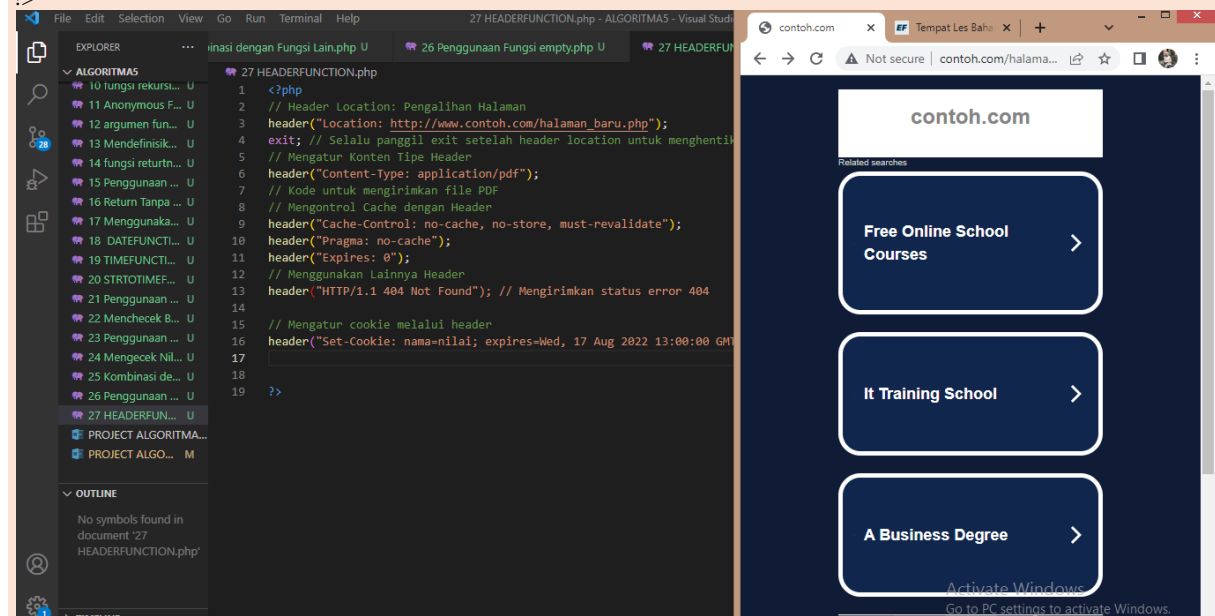 ?>
File Edit Selection View Go Run Terminal Help
27 HEADERFUNCTION.php - ALGORITMA5 - Visual Studi
EXPLORER ...
inasi dengan Fungsi Lain.php U
26 Penggunaan Fungsi empty.php U
27 HEADERFUN
ALGORITMA5
10 fungsi rekursi... U
11 Anonymous F... U
12 argumen fun... U
13 Mendefinisik... U
14 fungsi returtn... U
15 Penggunaan ... U
16 Return Tanpa ... U
17 Menggunaka... U
18 DATEFUNCTI... U
19 TIMEFUNCTI... U
20 STRTOTIMEF... U
21 Penggunaan ... U
22 Menchecek B... U
23 Penggunaan ... U
24 Mengecek Nil... U
25 Kombinasi de... U
26 Penggunaan ... U
27 HEADERFUN... U
PROJECT ALGORITMA...
PROJECT ALGO... M
OUTLINE
No symbols found in
document '27
HEADERFUNCTION.php'
28
1
27 HEADERFUNCTION.php
1 <?php
2 // Header Location: Pengalihan Halaman
3 header("Location: http://www.contoh.com/halaman_baru.php");
4 exit; // Selalu panggil exit setelah header location untuk menghentik
5 // Mengatur Konten Tipe Header
6 header("Content-Type: application/pdf");
7 // Kode untuk mengirimkan file PDF
8 // Mengontrol Cache dengan Header
9 header("Cache-Control: no-cache, no-store, must-revalidate");
10 header("Pragma: no-cache");
11 header("Expires: 0");
12 // Menggunakan Lainnya Header
13 header("HTTP/1.1 404 Not Found"); // Mengirimkan status error 404
14
15 // Mengatur cookie melalui header
16 header("Set-Cookie: nama=nilai; expires=Wed, 17 Aug 2022 13:00:00 GMT
17
18
19 ?>
contoh.com
EF Tempat Les Baha
Not secure | contoh.com/halama...
contoh.com
Related searches
Free Online School
Courses
It Training School
A Business Degree
Activate Windows
Go to PC settings to activate Windows.